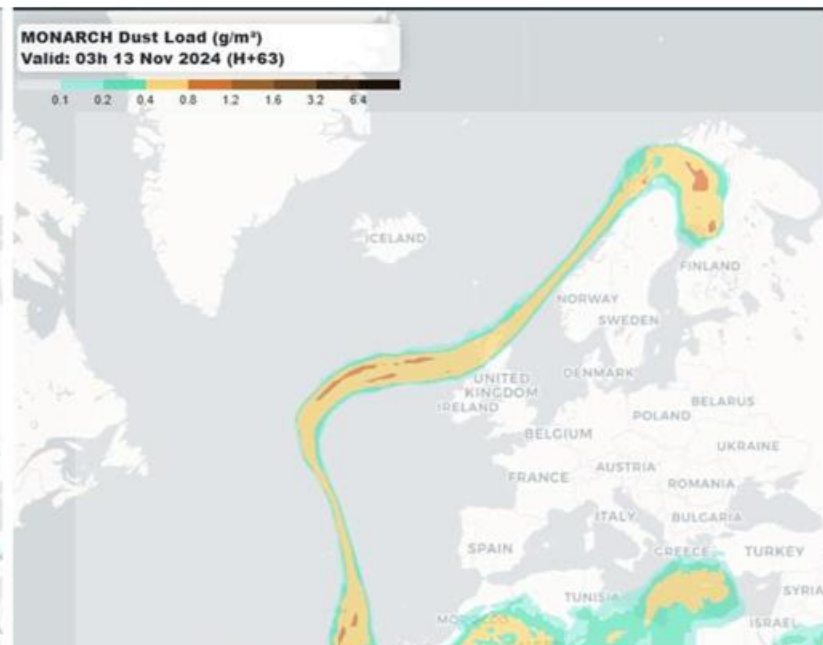 MONARCH Dust Load (g/m²)
Valid: 03h 13 Nov 2024 (H+63)
0.1 0.2 0.4 0.8 1.2 1.6 3.2 6.4
ICELAND
FINLAND
NORWAY
SWEDEN
DENMARK
UNITED
KINGDOM
IRELAND
BELARUS
POLAND
BELGIUM
UKRAINE
AUSTRIA
FRANCE
ROMANIA
ITALY
BULGARIA
SPAIN
GREECE
TURKEY
SYRIA
TUNISIA
MOROCCO
ISRAEL